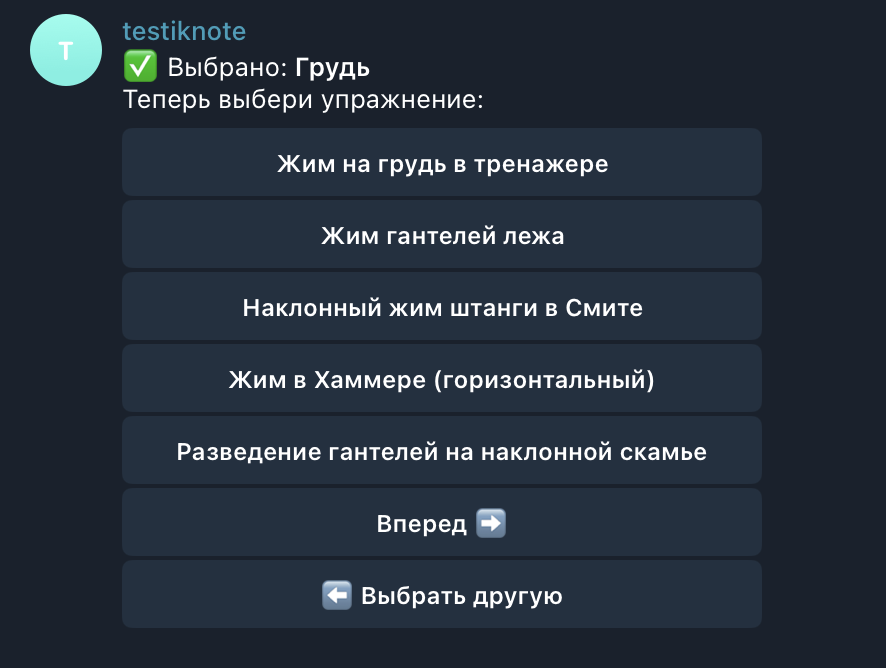 T
testiknote
✅ Выбрано: Грудь
Теперь выбери упражнение:
Жим на грудь в тренажере
Жим гантелей лежа
Наклонный жим штанги в Смите
Жим в Хаммере (горизонтальный)
Разведение гантелей на наклонной скамье
Вперед ➡️
⬅️ Выбрать другую